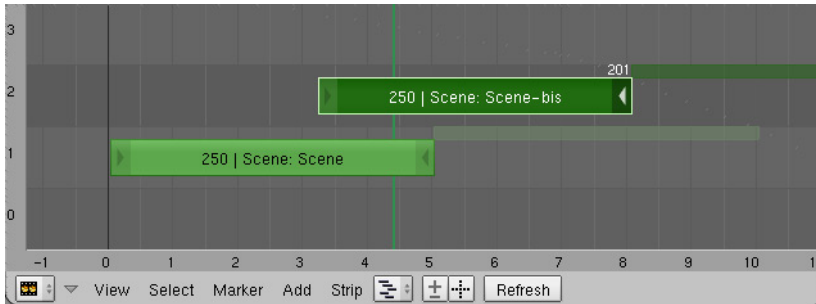 3
201
2
250 | Scene: Scene-bis
1
250 | Scene: Scene
0
-1 0 1 2 3 4 5 6 7 8 9 10 1
View Select Marker Add Strip Refresh